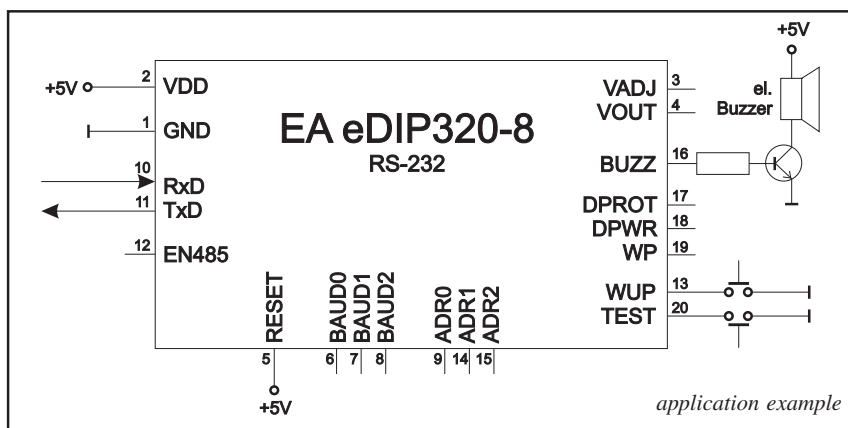 +5V
2 VDD
+5V
1 GND
10 RxD
11 TxD
12 EN485
EA eDIP320-8
RS-232
VADJ 3
VOUT 4
el.
Buzzer
BUZZ 16
DPROT 17
DPWR 18
WP 19
WUP 13
TEST 20
RESET
BAUD0
BAUD1
BAUD2
ADR0
ADR1
ADR2
5 6 7 8 9 14 15
+5V
application example